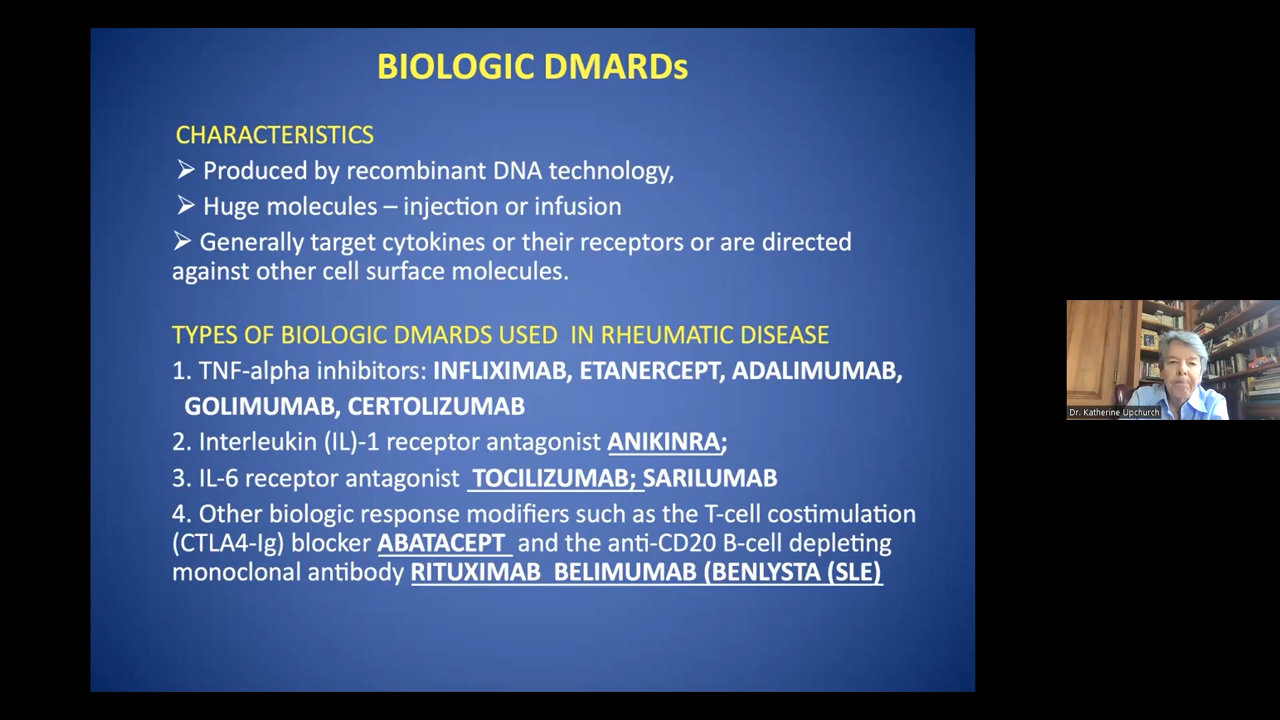 BIOLOGIC DMARDs
CHARACTERISTICS
➢ Produced by recombinant DNA technology,
➢ Huge molecules – injection or infusion
➢ Generally target cytokines or their receptors or are directed
against other cell surface molecules.
TYPES OF BIOLOGIC DMARDS USED IN RHEUMATIC DISEASE
1. TNF-alpha inhibitors: INFLIXIMAB, ETANERCEPT, ADALIMUMAB,
GOLIMUMAB, CERTOLIZUMAB
2. Interleukin (IL)-1 receptor antagonist ANIKINRA;
3. IL-6 receptor antagonist TOCILIZUMAB; SARILUMAB
4. Other biologic response modifiers such as the T-cell costimulation
(CTLA4-Ig) blocker ABATACEPT and the anti-CD20 B-cell depleting
monoclonal antibody RITUXIMAB BELIMUMAB (BENLYSTA (SLE)
Dr. Katherine Upchurch